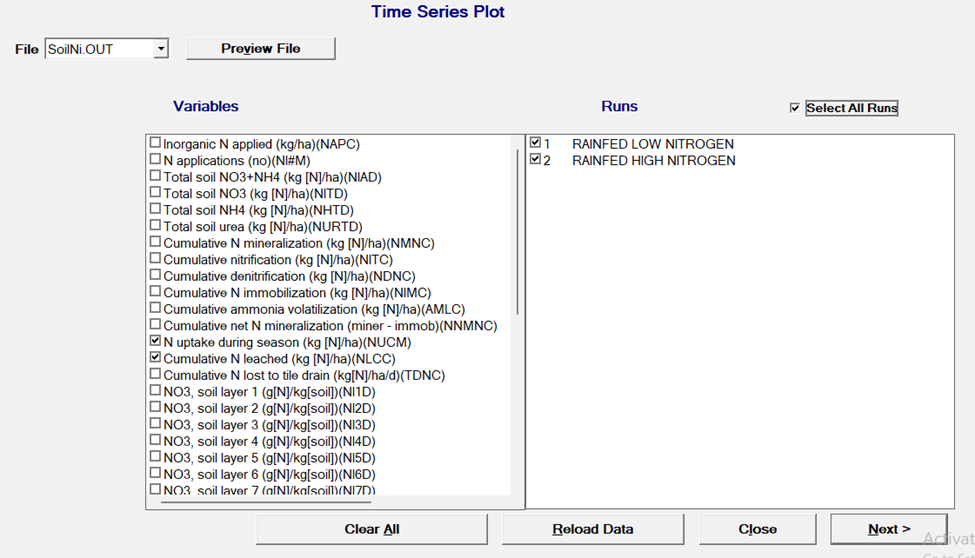 Time Series Plot
File SoilNi.OUT Preview File
Variables Runs Select All Runs
Inorganic N applied (kg/ha)(NAPC)
N applications (no)(NI#M)
Total soil NO3+NH4 (kg [N]/ha)(NIAD)
Total soil NO3 (kg [N]/ha)(NITD)
Total soil NH4 (kg [N]/ha)(NHTD)
Total soil urea (kg [N]/ha)(NURTD)
Cumulative N mineralization (kg [N]/ha)(NMNC)
Cumulative nitrification (kg [N]/ha)(NITC)
Cumulative denitrification (kg [N]/ha)(NDNC)
Cumulative N immobilization (kg [N]/ha)(NIMC)
Cumulative ammonia volatilization (kg [N]/ha)(AMLC)
Cumulative net N mineralization (miner - immob)(NNMNC)
N uptake during season (kg [N]/ha)(NUCM)
Cumulative N leached (kg [N]/ha)(NLCC)
Cumulative N lost to tile drain (kg[N]/ha/d)(TDNC)
NO3, soil layer 1 (g[N]/kg[soil])(NI1D)
NO3, soil layer 2 (g[N]/kg[soil])(NI2D)
NO3, soil layer 3 (g[N]/kg[soil])(NI3D)
NO3, soil layer 4 (g[N]/kg[soil])(NI4D)
NO3, soil layer 5 (g[N]/kg[soil])(NI5D)
NO3, soil layer 6 (g[N]/kg[soil])(NI6D)
NO3, soil layer 7 (g[N]/kg[soil])(NI7D)
1 RAINFED LOW NITROGEN
2 RAINFED HIGH NITROGEN
Clear All Reload Data Close Next >
Activat